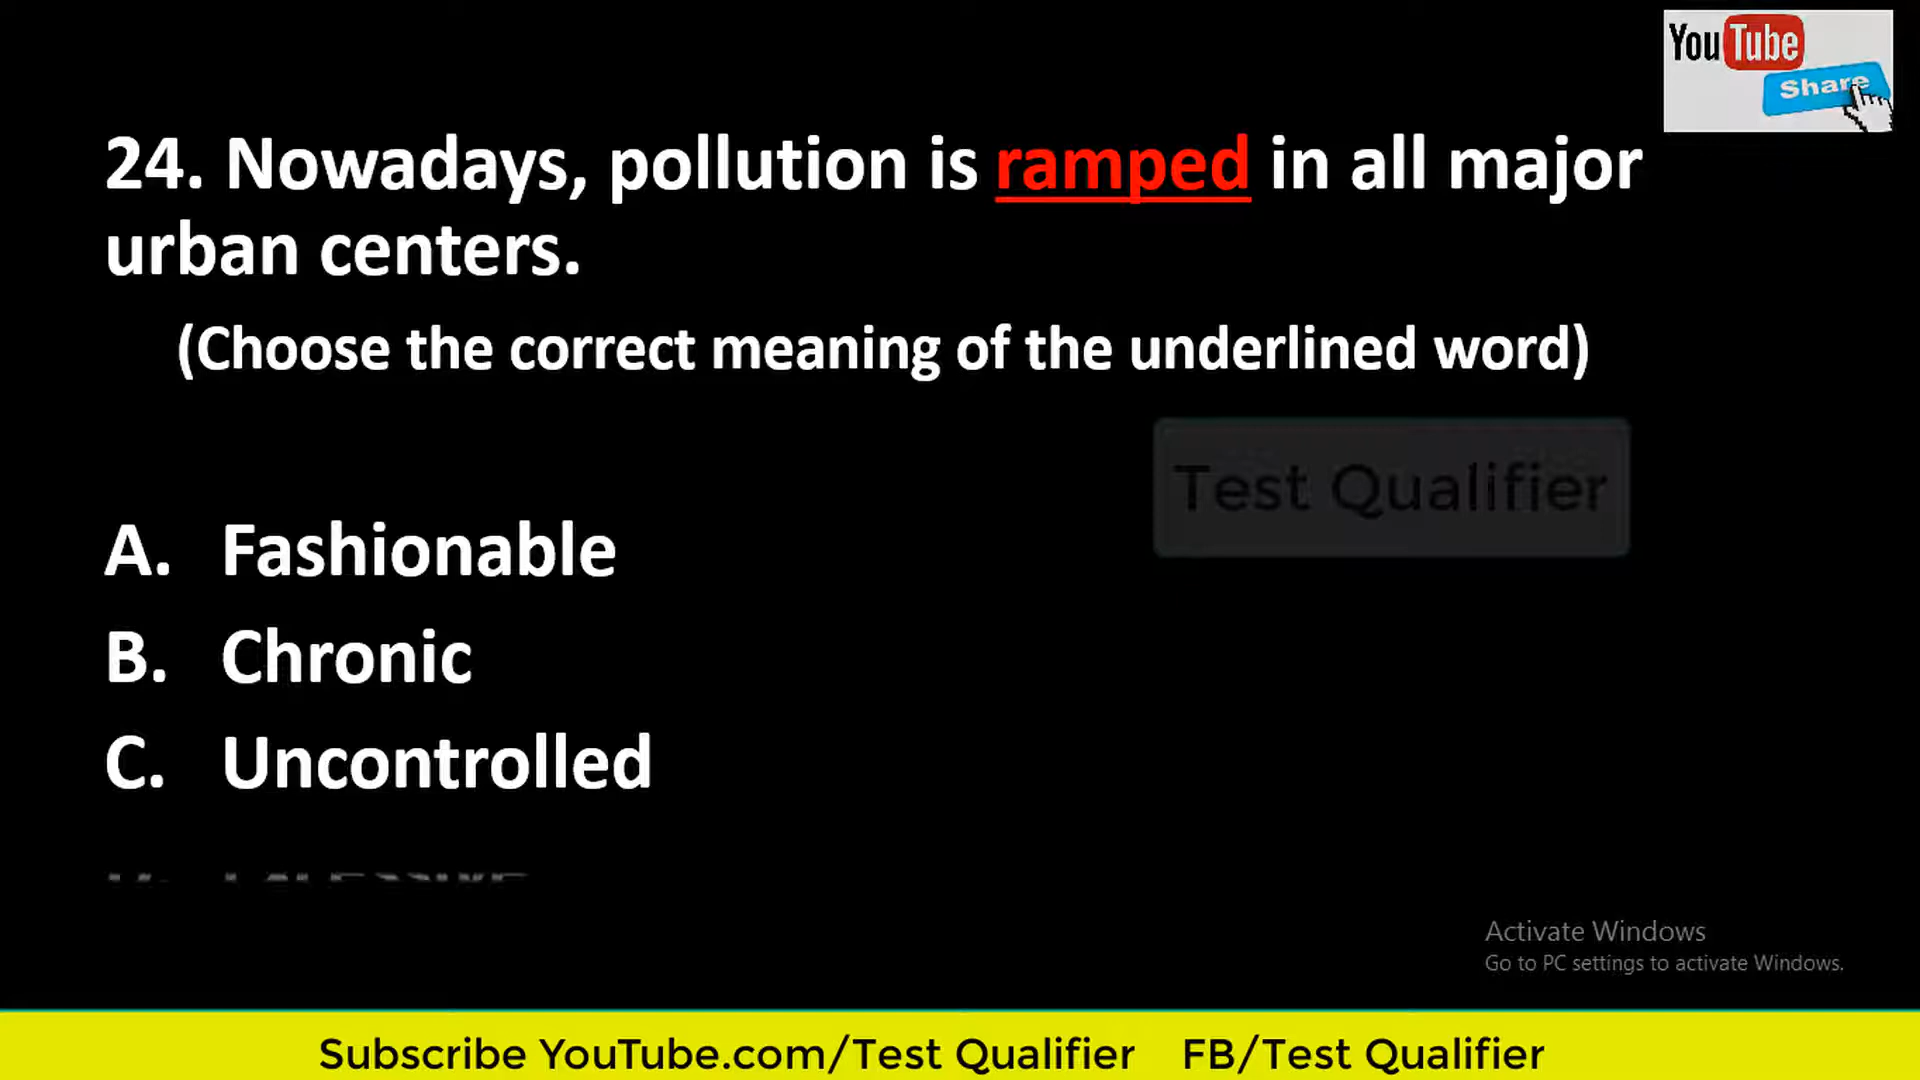 YouTube
Share
24. Nowadays, pollution is ramped in all major
urban centers.
(Choose the correct meaning of the underlined word)
Test Qualifier
A. Fashionable
B. Chronic
C. Uncontrolled
Activate Windows
Go to PC settings to activate Windows.
Subscribe YouTube.com/Test Qualifier FB/Test Qualifier